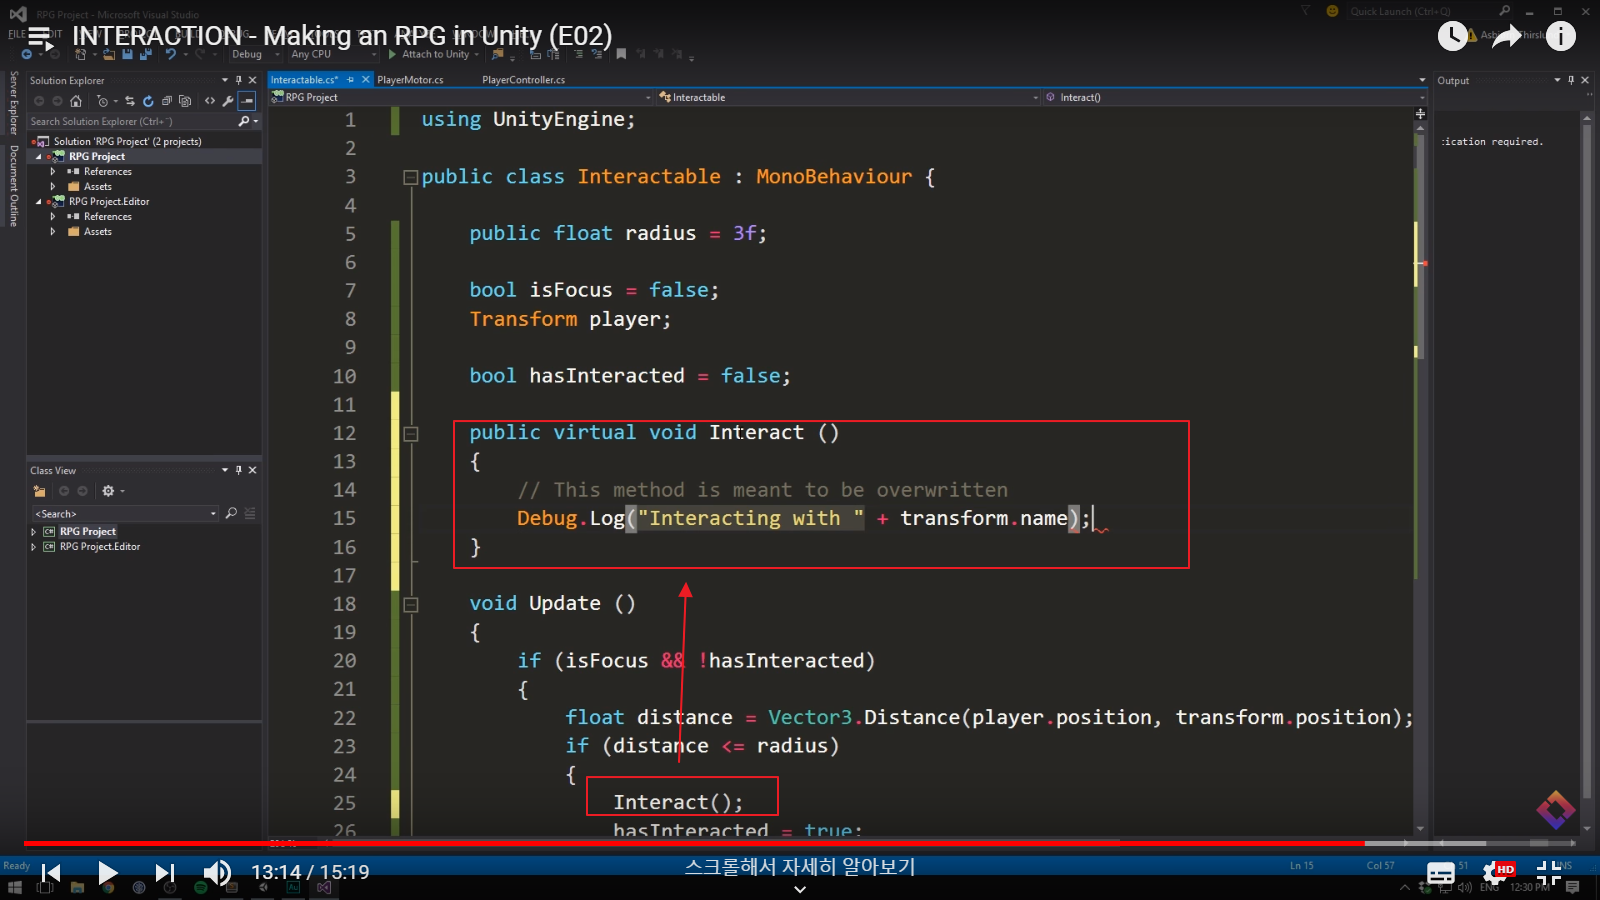 RPG Project - Microsoft Visual Studio
Quick Launch (Ctrl+Q)
INTERACTION - Making an RPG in Unity (E02)
FILE
Debug
Any CPU
Attach to Unity
Server Explorer
Document Outline
Solution Explorer
Search Solution Explorer (Ctrl+¨)
Solution 'RPG Project' (2 projects)
RPG Project
References
Assets
RPG Project.Editor
References
Assets
Class View
<Search>
RPG Project
RPG Project.Editor
Interactable.cs*
PlayerMotor.cs
PlayerController.cs
RPG Project
Interactable
Interact()
1 using UnityEngine;
2
3 public class Interactable : MonoBehaviour {
4
5 public float radius = 3f;
6
7 bool isFocus = false;
8 Transform player;
9
10 bool hasInteracted = false;
11
12 public virtual void Interact ()
13 {
14 // This method is meant to be overwritten
15 Debug.Log("Interacting with " + transform.name);
16 }
17
18 void Update ()
19 {
20 if (isFocus && !hasInteracted)
21 {
22 float distance = Vector3.Distance(player.position, transform.position);
23 if (distance <= radius)
24 {
25 Interact();
26 hasInteracted = true;
Output
ication required.
Ready
13:14 / 15:19
스크롤해서 자세히 알아보기
Ln 15
Col 57
51
INS
HD
ENG
12:30 PM